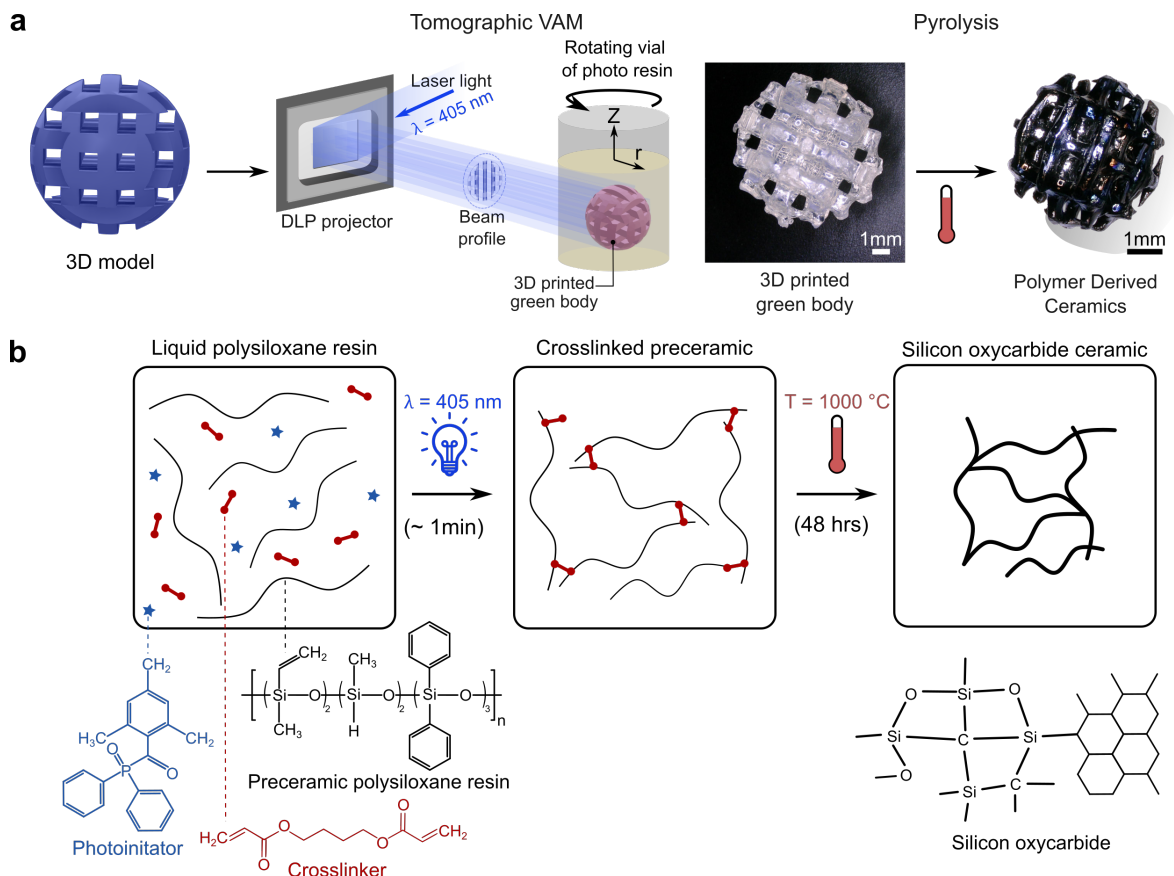 a
Tomographic VAM
Pyrolysis
3D model
Laser light
λ = 405 nm
DLP projector
Beam
profile
Rotating vial
of photo resin
Z
r
3D printed
green body
1mm
3D printed
green body
1mm
Polymer Derived
Ceramics
b
Liquid polysiloxane resin
Crosslinked preceramic
Silicon oxycarbide ceramic
λ = 405 nm
(~ 1min)
T = 1000 °C
(48 hrs)
CH2
H3C
CH2
O
P
O
Photoinitator
CH2
Si
O
2
CH3
CH3
Si
O
2
H
Si
O
3
n
Preceramic polysiloxane resin
H2C
O
O
O
O
CH2
Crosslinker
O
Si
O
Si
C
Si
O
Si
C
Silicon oxycarbide